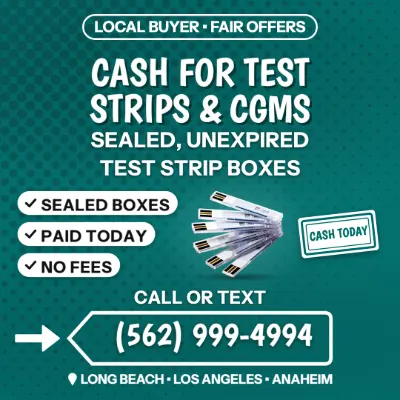 LOCAL BUYER • FAIR OFFERS
CASH FOR TEST
STRIPS & CGMS
SEALED, UNEXPIRED
TEST STRIP BOXES
✓ SEALED BOXES
✓ PAID TODAY
✓ NO FEES
CASH TODAY
CALL OR TEXT
(562) 999-4994
LONG BEACH • LOS ANGELES • ANAHEIM